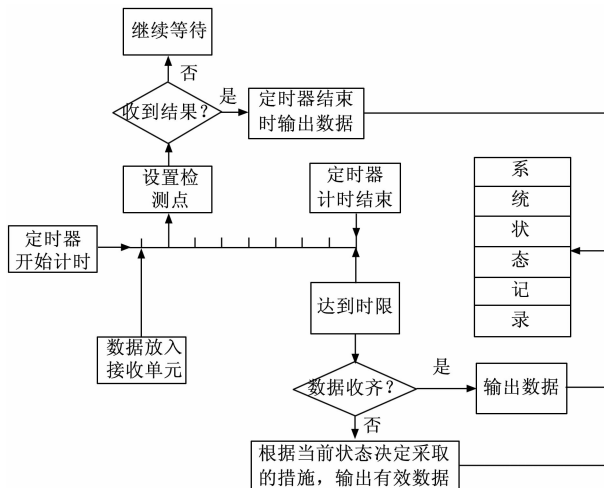 继续等待
否
收到结果?
是
定时器结束
时输出数据
设置检
测点
定时器
计时结束
系
统
状
态
记
录
定时器
开始计时
达到时限
数据放入
接收单元
数据收齐?
是
输出数据
否
根据当前状态决定采取
的措施，输出有效数据